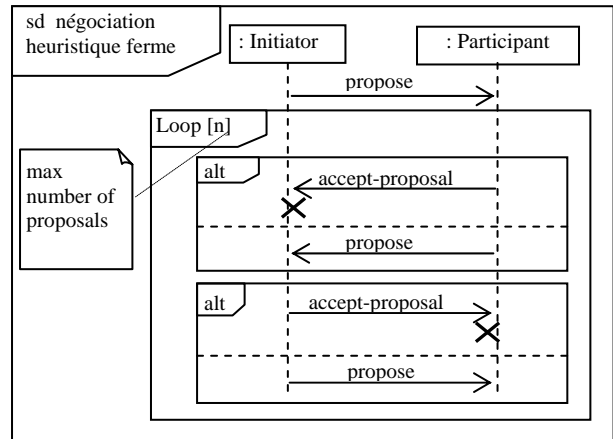 sd négociation
heuristique ferme
: Initiator
: Participant
propose
Loop [n]
max
number of
proposals
alt
accept-proposal
propose
alt
accept-proposal
propose